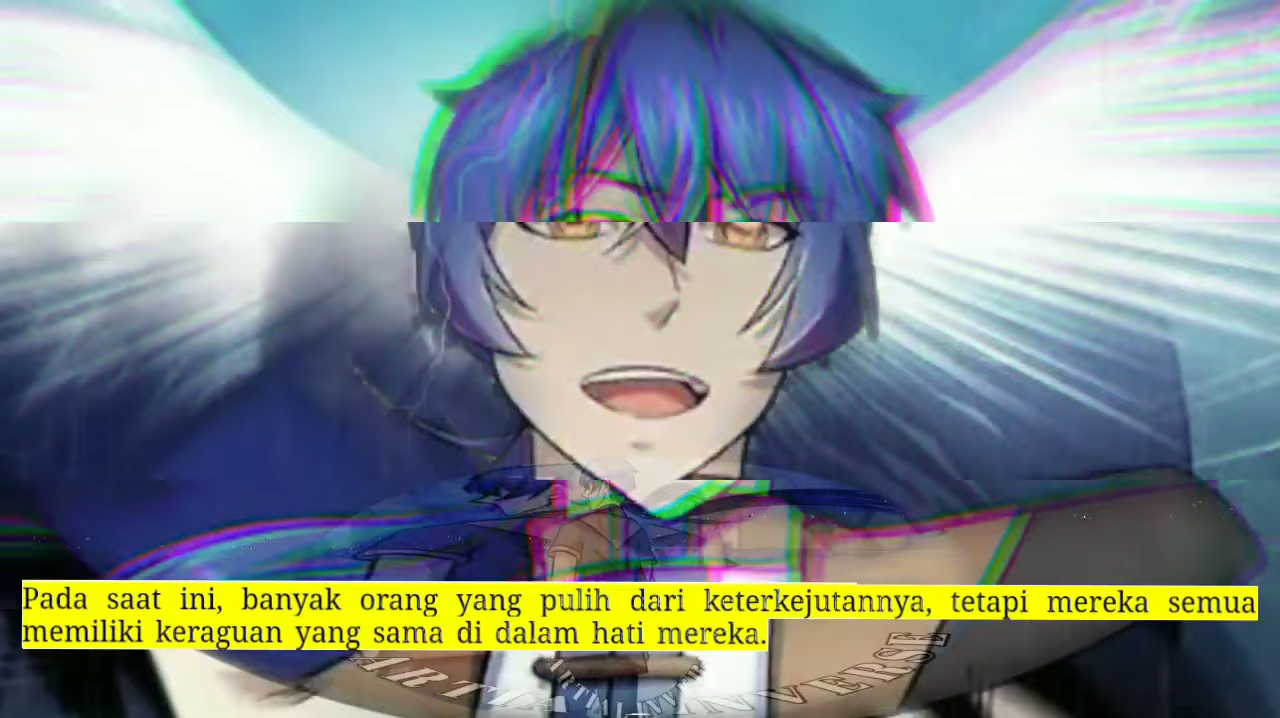 Pada saat ini, banyak orang yang pulih dari keterkejutannya, tetapi mereka semua
memiliki keraguan yang sama di dalam hati mereka.